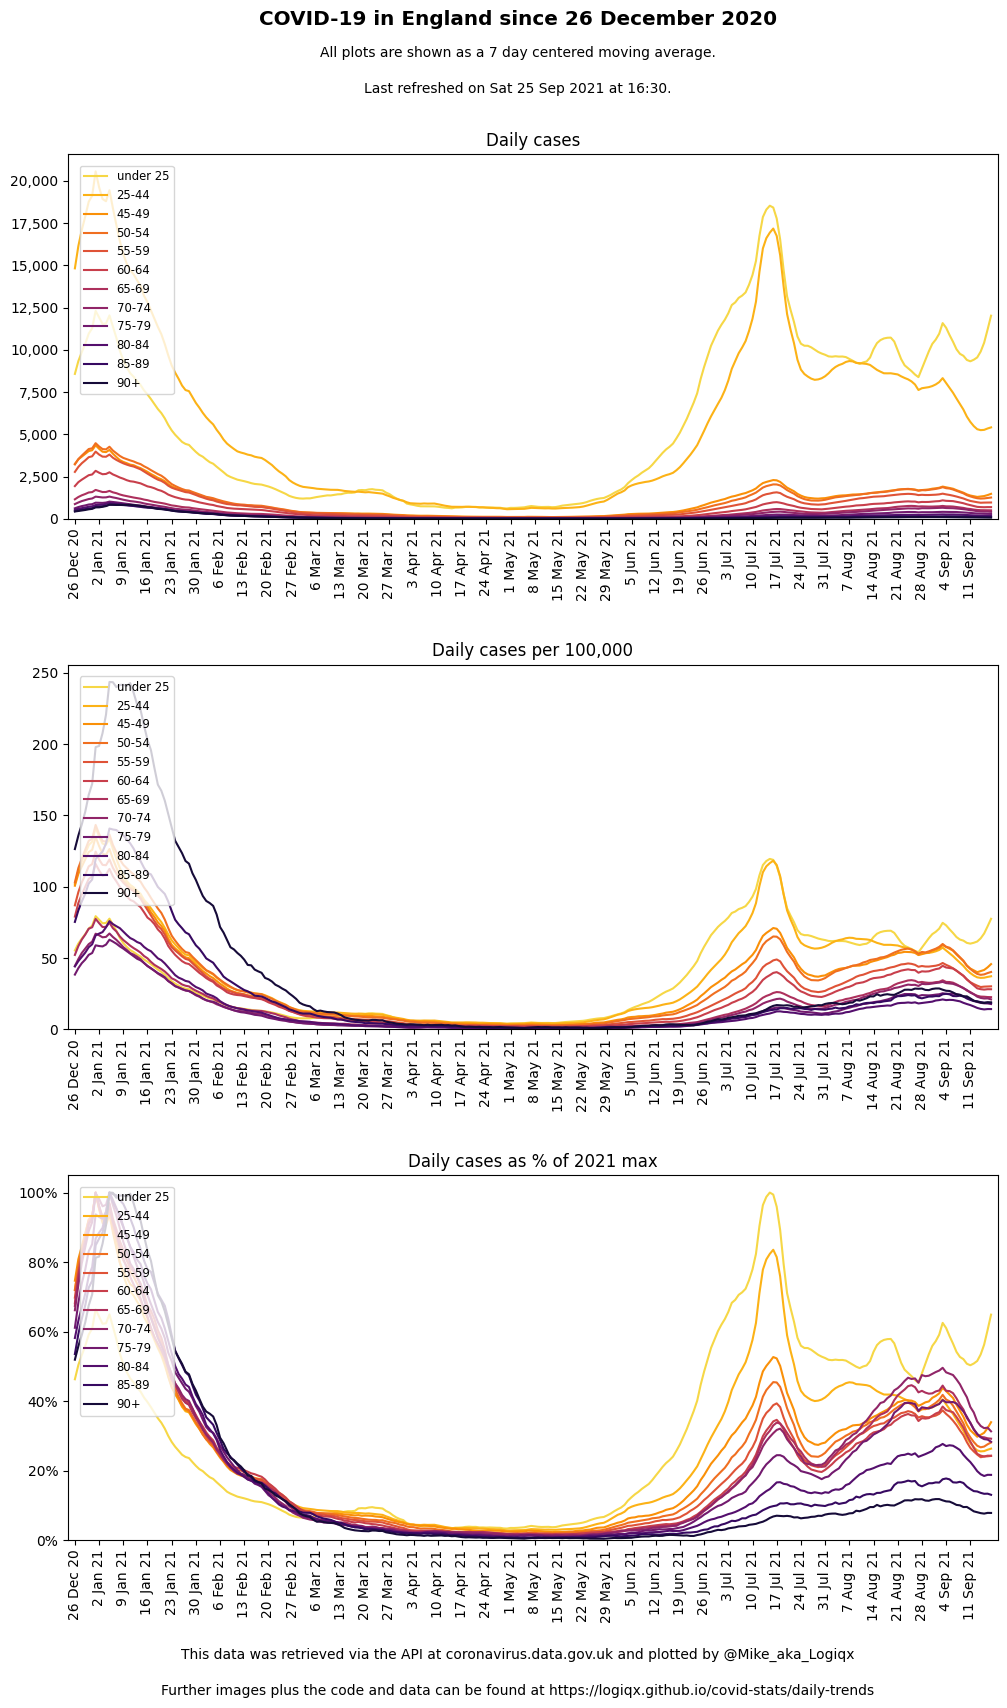 COVID-19 in England since 26 December 2020
All plots are shown as a 7 day centered moving average.
Last refreshed on Sat 25 Sep 2021 at 16:30.
Daily cases
20,000
17,500
15,000
12,500
10,000
7,500
5,000
2,500
0
under 25
25-44
45-49
50-54
55-59
60-64
65-69
70-74
75-79
80-84
85-89
90+
26 Dec 20
2 Jan 21
9 Jan 21
16 Jan 21
23 Jan 21
30 Jan 21
6 Feb 21
13 Feb 21
20 Feb 21
27 Feb 21
6 Mar 21
13 Mar 21
20 Mar 21
27 Mar 21
3 Apr 21
10 Apr 21
17 Apr 21
24 Apr 21
1 May 21
8 May 21
15 May 21
22 May 21
29 May 21
5 Jun 21
12 Jun 21
19 Jun 21
26 Jun 21
3 Jul 21
10 Jul 21
17 Jul 21
24 Jul 21
31 Jul 21
7 Aug 21
14 Aug 21
21 Aug 21
28 Aug 21
4 Sep 21
11 Sep 21
Daily cases per 100,000
250
200
150
100
50
0
under 25
25-44
45-49
50-54
55-59
60-64
65-69
70-74
75-79
80-84
85-89
90+
26 Dec 20
2 Jan 21
9 Jan 21
16 Jan 21
23 Jan 21
30 Jan 21
6 Feb 21
13 Feb 21
20 Feb 21
27 Feb 21
6 Mar 21
13 Mar 21
20 Mar 21
27 Mar 21
3 Apr 21
10 Apr 21
17 Apr 21
24 Apr 21
1 May 21
8 May 21
15 May 21
22 May 21
29 May 21
5 Jun 21
12 Jun 21
19 Jun 21
26 Jun 21
3 Jul 21
10 Jul 21
17 Jul 21
24 Jul 21
31 Jul 21
7 Aug 21
14 Aug 21
21 Aug 21
28 Aug 21
4 Sep 21
11 Sep 21
Daily cases as % of 2021 max
100%
80%
60%
40%
20%
0%
under 25
25-44
45-49
50-54
55-59
60-64
65-69
70-74
75-79
80-84
85-89
90+
26 Dec 20
2 Jan 21
9 Jan 21
16 Jan 21
23 Jan 21
30 Jan 21
6 Feb 21
13 Feb 21
20 Feb 21
27 Feb 21
6 Mar 21
13 Mar 21
20 Mar 21
27 Mar 21
3 Apr 21
10 Apr 21
17 Apr 21
24 Apr 21
1 May 21
8 May 21
15 May 21
22 May 21
29 May 21
5 Jun 21
12 Jun 21
19 Jun 21
26 Jun 21
3 Jul 21
10 Jul 21
17 Jul 21
24 Jul 21
31 Jul 21
7 Aug 21
14 Aug 21
21 Aug 21
28 Aug 21
4 Sep 21
11 Sep 21
This data was retrieved via the API at coronavirus.data.gov.uk and plotted by @Mike_aka_Logiqx
Further images plus the code and data can be found at https://logiqx.github.io/covid-stats/daily-trends